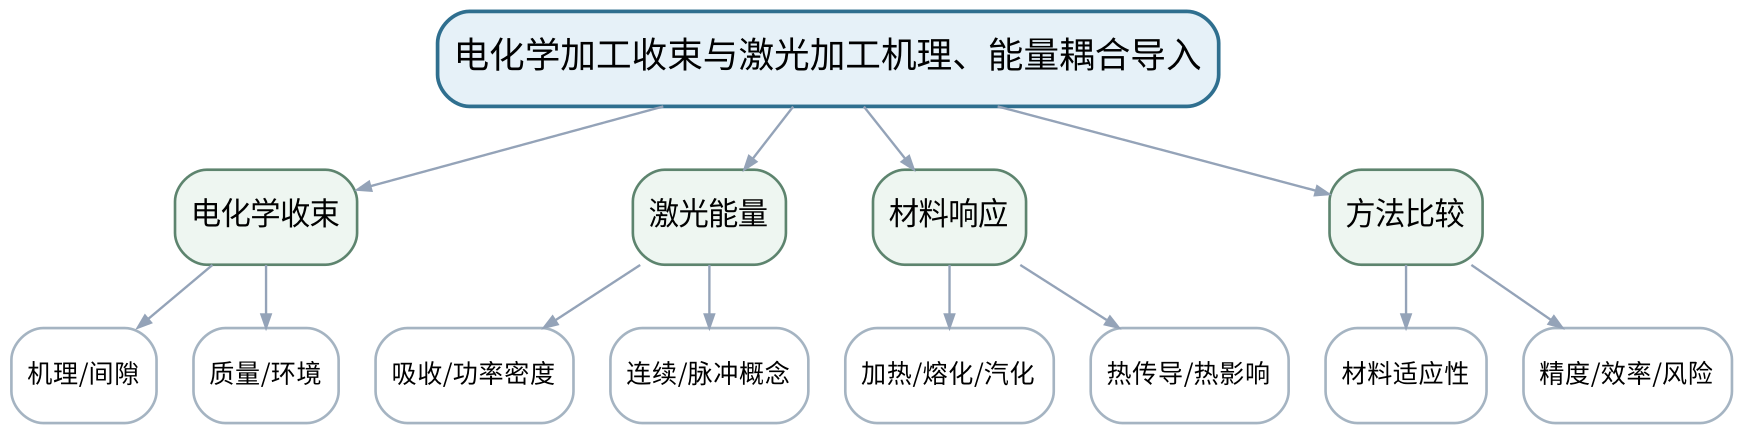 电化学加工收束与激光加工机理、能量耦合导入
电化学收束
激光能量
材料响应
方法比较
机理/间隙
质量/环境
吸收/功率密度
连续/脉冲概念
加热/熔化/汽化
热传导/热影响
材料适应性
精度/效率/风险